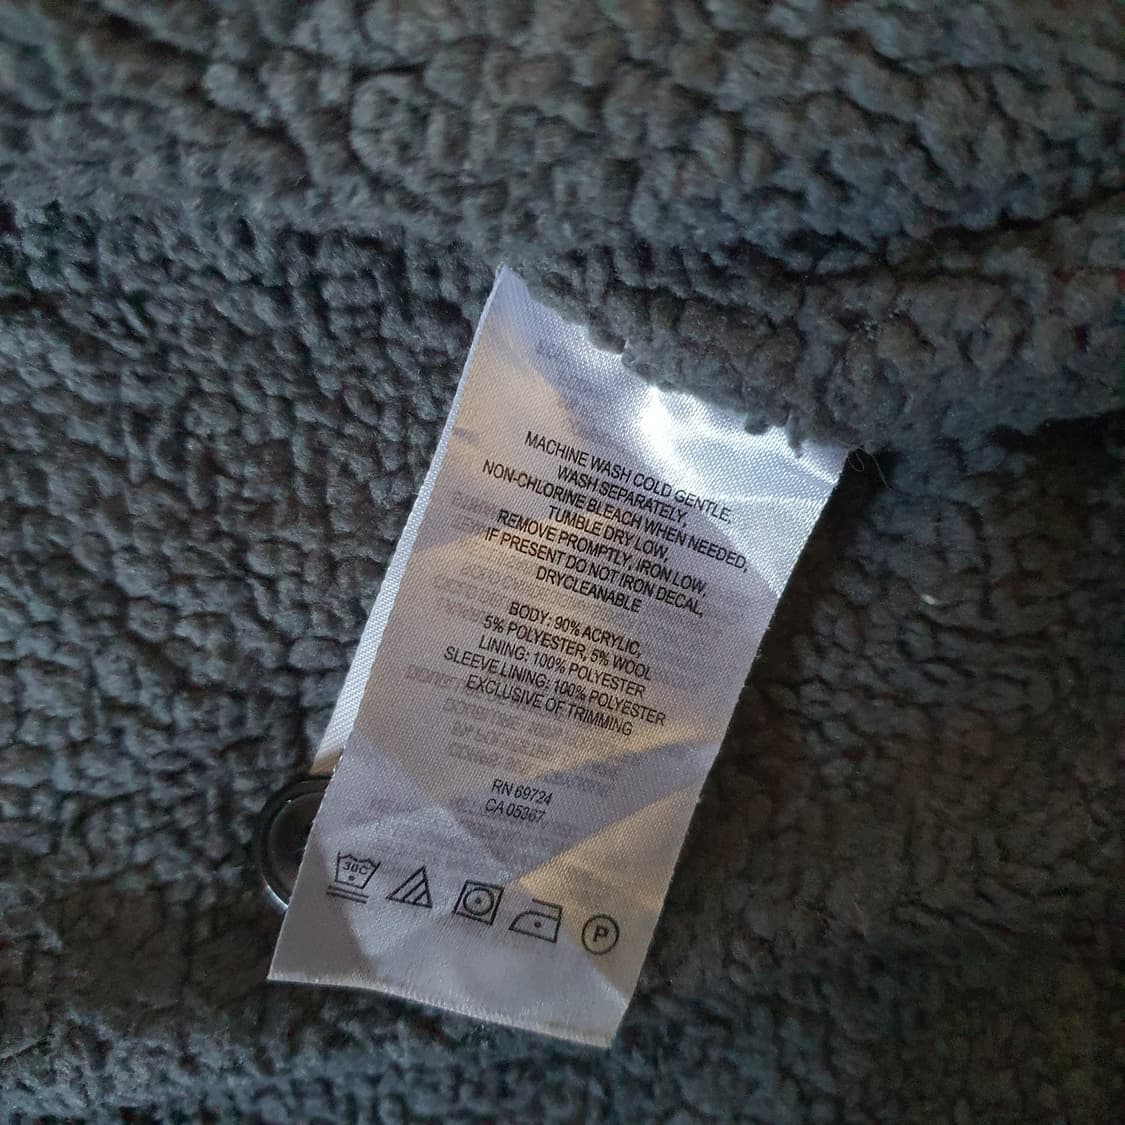 MACHINE WASH COLD GENTLE,
WASH SEPARATELY,
NON-CHLORINE BLEACH WHEN NEEDED,
TUMBLE DRY LOW,
REMOVE PROMPTLY, IRON LOW,
IF PRESENT DO NOT IRON DECAL,
DRYCLEANABLE
BODY: 90% ACRYLIC,
5% POLYESTER, 5% WOOL
LINING: 100% POLYESTER
SLEEVE LINING: 100% POLYESTER
EXCLUSIVE OF TRIMMING
RN 69724
CA 05367
30C
P